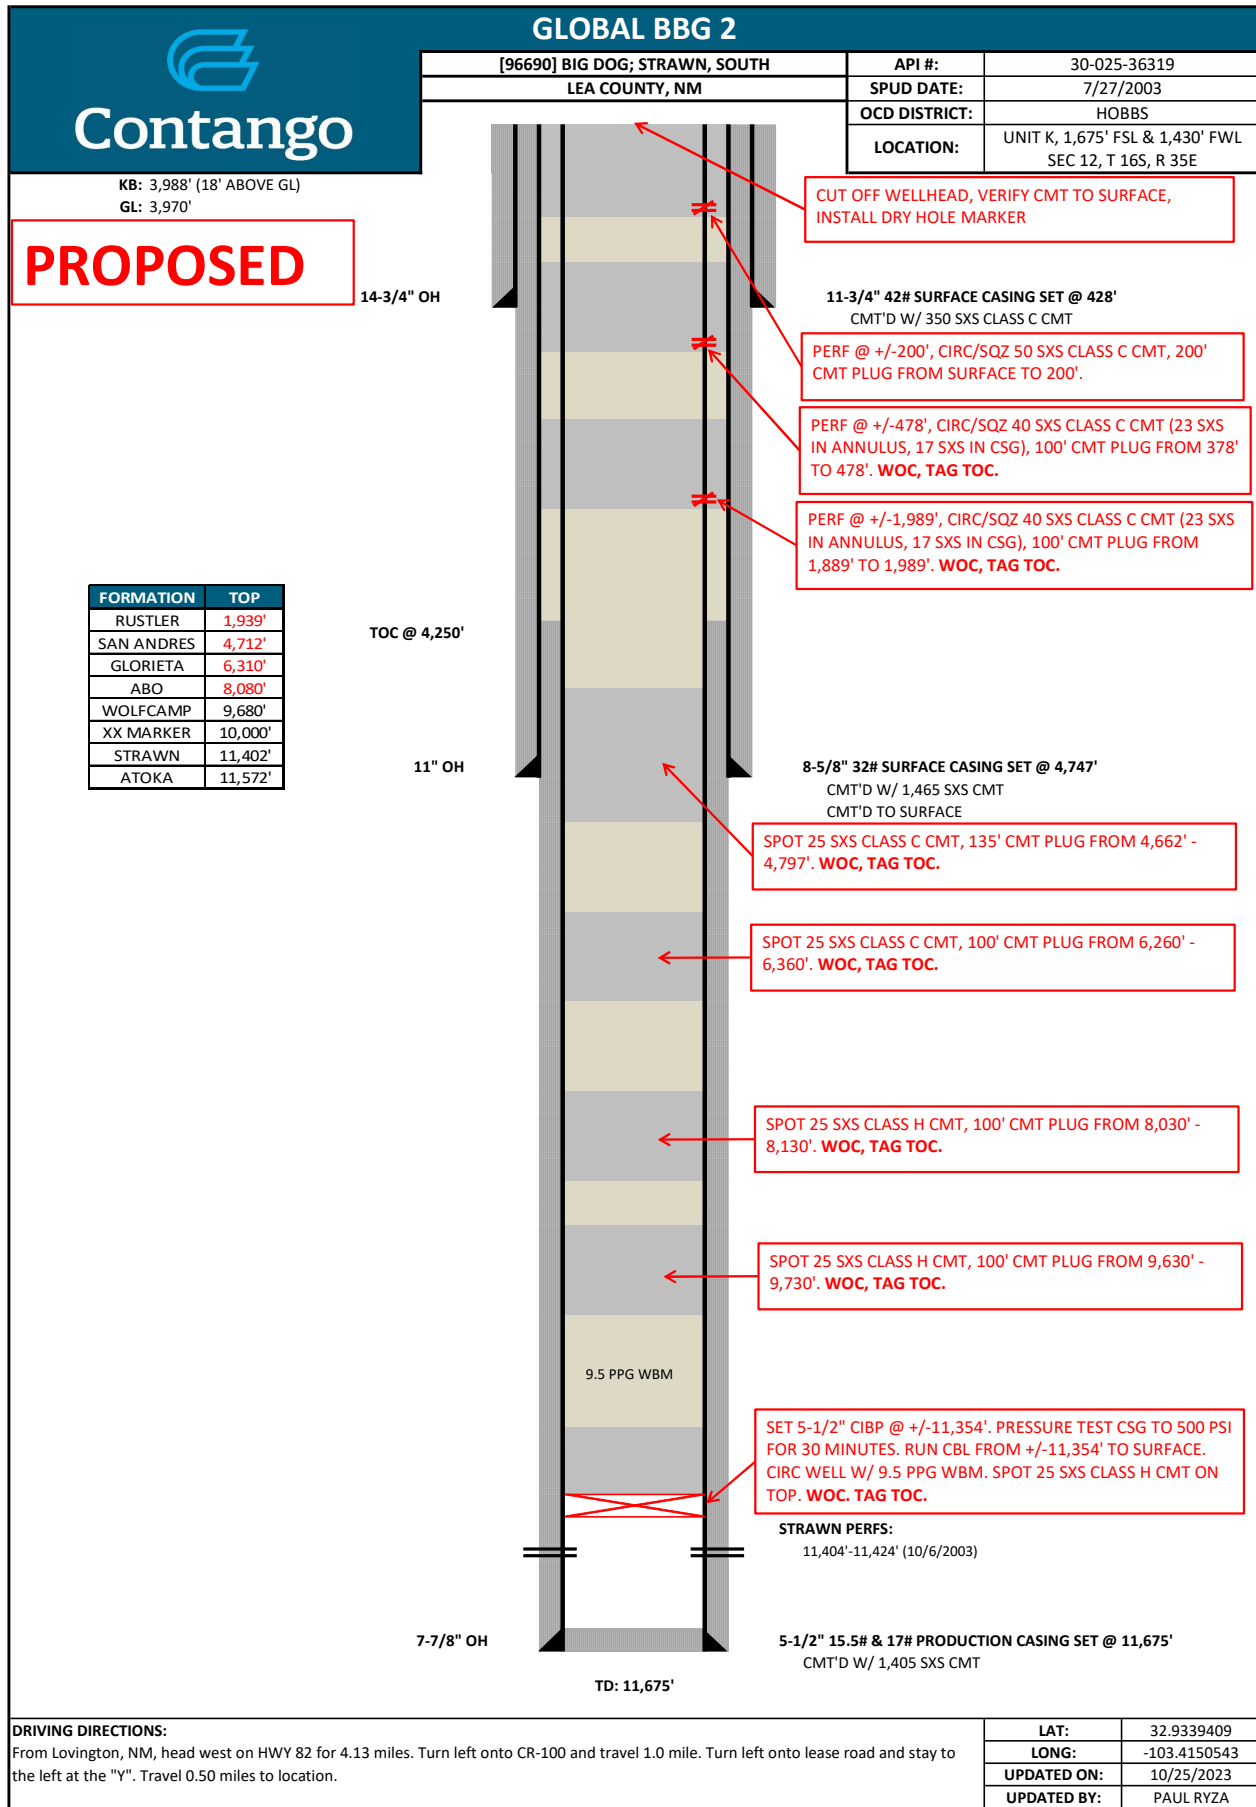 GLOBAL BBG 2
Contango
[96690] BIG DOG; STRAWN, SOUTH
LEA COUNTY, NM
API #: 30-025-36319
SPUD DATE: 7/27/2003
OCD DISTRICT: HOBBS
LOCATION: UNIT K, 1,675' FSL & 1,430' FWL
SEC 12, T 16S, R 35E
KB: 3,988' (18' ABOVE GL)
GL: 3,970'
PROPOSED
CUT OFF WELLHEAD, VERIFY CMT TO SURFACE,
INSTALL DRY HOLE MARKER
14-3/4" OH
11-3/4" 42# SURFACE CASING SET @ 428'
CMT'D W/ 350 SXS CLASS C CMT
PERF @ +/-200', CIRC/SQZ 50 SXS CLASS C CMT, 200'
CMT PLUG FROM SURFACE TO 200'.
PERF @ +/-478', CIRC/SQZ 40 SXS CLASS C CMT (23 SXS
IN ANNULUS, 17 SXS IN CSG), 100' CMT PLUG FROM 378'
TO 478'. WOC, TAG TOC.
PERF @ +/-1,989', CIRC/SQZ 40 SXS CLASS C CMT (23 SXS
IN ANNULUS, 17 SXS IN CSG), 100' CMT PLUG FROM
1,889' TO 1,989'. WOC, TAG TOC.
FORMATION TOP
RUSTLER 1,939'
SAN ANDRES 4,712'
GLORIETA 6,310'
ABO 8,080'
WOLFCAMP 9,680'
XX MARKER 10,000'
STRAWN 11,402'
ATOKA 11,572'
TOC @ 4,250'
11" OH
8-5/8" 32# SURFACE CASING SET @ 4,747'
CMT'D W/ 1,465 SXS CMT
CMT'D TO SURFACE
SPOT 25 SXS CLASS C CMT, 135' CMT PLUG FROM 4,662' -
4,797'. WOC, TAG TOC.
SPOT 25 SXS CLASS C CMT, 100' CMT PLUG FROM 6,260' -
6,360'. WOC, TAG TOC.
SPOT 25 SXS CLASS H CMT, 100' CMT PLUG FROM 8,030' -
8,130'. WOC, TAG TOC.
SPOT 25 SXS CLASS H CMT, 100' CMT PLUG FROM 9,630' -
9,730'. WOC, TAG TOC.
9.5 PPG WBM
SET 5-1/2" CIBP @ +/-11,354'. PRESSURE TEST CSG TO 500 PSI
FOR 30 MINUTES. RUN CBL FROM +/-11,354' TO SURFACE.
CIRC WELL W/ 9.5 PPG WBM. SPOT 25 SXS CLASS H CMT ON
TOP. WOC. TAG TOC.
STRAWN PERFS:
11,404'-11,424' (10/6/2003)
7-7/8" OH
5-1/2" 15.5# & 17# PRODUCTION CASING SET @ 11,675'
CMT'D W/ 1,405 SXS CMT
TD: 11,675'
DRIVING DIRECTIONS:
From Lovington, NM, head west on HWY 82 for 4.13 miles. Turn left onto CR-100 and travel 1.0 mile. Turn left onto lease road and stay to
the left at the "Y". Travel 0.50 miles to location.
LAT: 32.9339409
LONG: -103.4150543
UPDATED ON: 10/25/2023
UPDATED BY: PAUL RYZA